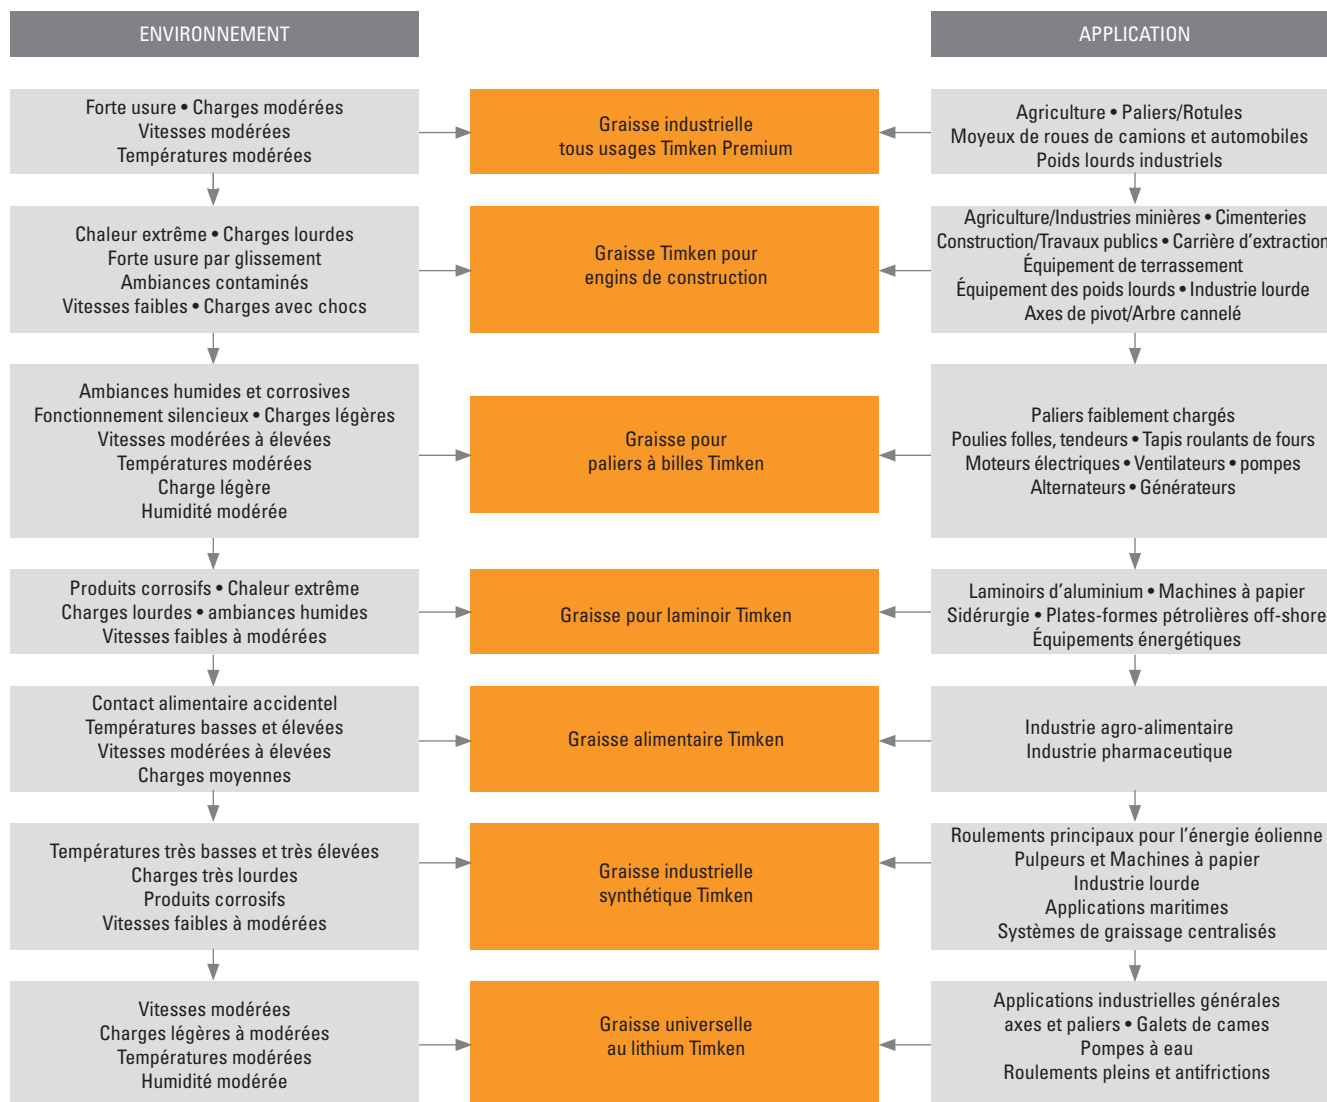 ENVIRONNEMENT
APPLICATION
Forte usure • Charges modérées
Vitesses modérées
Températures modérées
Graisse industrielle
tous usages Timken Premium
Agriculture • Paliers/Rotules
Moyeux de roues de camions et automobiles
Poids lourds industriels
Chaleur extrême • Charges lourdes
Forte usure par glissement
Ambiances contaminés
Vitesses faibles • Charges avec chocs
Graisse Timken pour
engins de construction
Agriculture/Industries minières • Cimenteries
Construction/Travaux publics • Carrière d'extraction
Équipement de terrassement
Équipement des poids lourds • Industrie lourde
Axes de pivot/Arbre cannelé
Ambiances humides et corrosives
Fonctionnement silencieux • Charges légères
Vitesses modérées à élevées
Températures modérées
Charge légère
Humidité modérée
Graisse pour
paliers à billes Timken
Paliers faiblement chargés
Poulies folles, tendeurs • Tapis roulants de fours
Moteurs électriques • Ventilateurs • pompes
Alternateurs • Générateurs
Produits corrosifs • Chaleur extrême
Charges lourdes • ambiances humides
Vitesses faibles à modérées
Graisse pour laminoir Timken
Laminoirs d'aluminium • Machines à papier
Sidérurgie • Plates-formes pétrolières off-shore
Équipements énergétiques
Contact alimentaire accidentel
Températures basses et élevées
Vitesses modérées à élevées
Charges moyennes
Graisse alimentaire Timken
Industrie agro-alimentaire
Industrie pharmaceutique
Températures très basses et très élevées
Charges très lourdes
Produits corrosifs
Vitesses faibles à modérées
Graisse industrielle
synthétique Timken
Roulements principaux pour l'énergie éolienne
Pulpeurs et Machines à papier
Industrie lourde
Applications maritimes
Systèmes de graissage centralisés
Vitesses modérées
Charges légères à modérées
Températures modérées
Humidité modérée
Graisse universelle
au lithium Timken
Applications industrielles générales
axes et paliers • Galets de cames
Pompes à eau
Roulements pleins et antifrictions